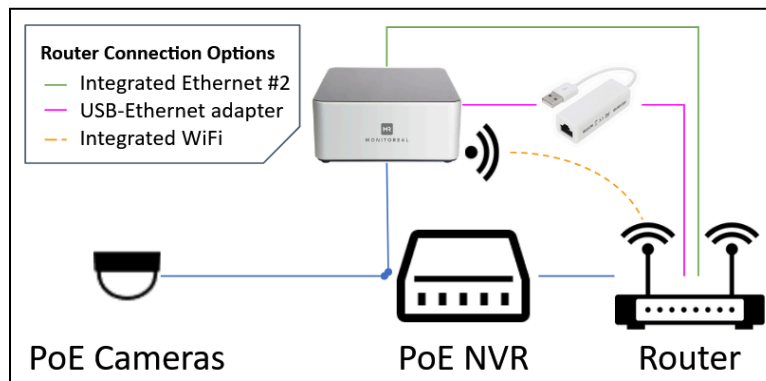 Router Connection Options
Integrated Ethernet #2
USB-Ethernet adapter
Integrated WiFi
MONITOREAL
PoE Cameras
PoE NVR
Router